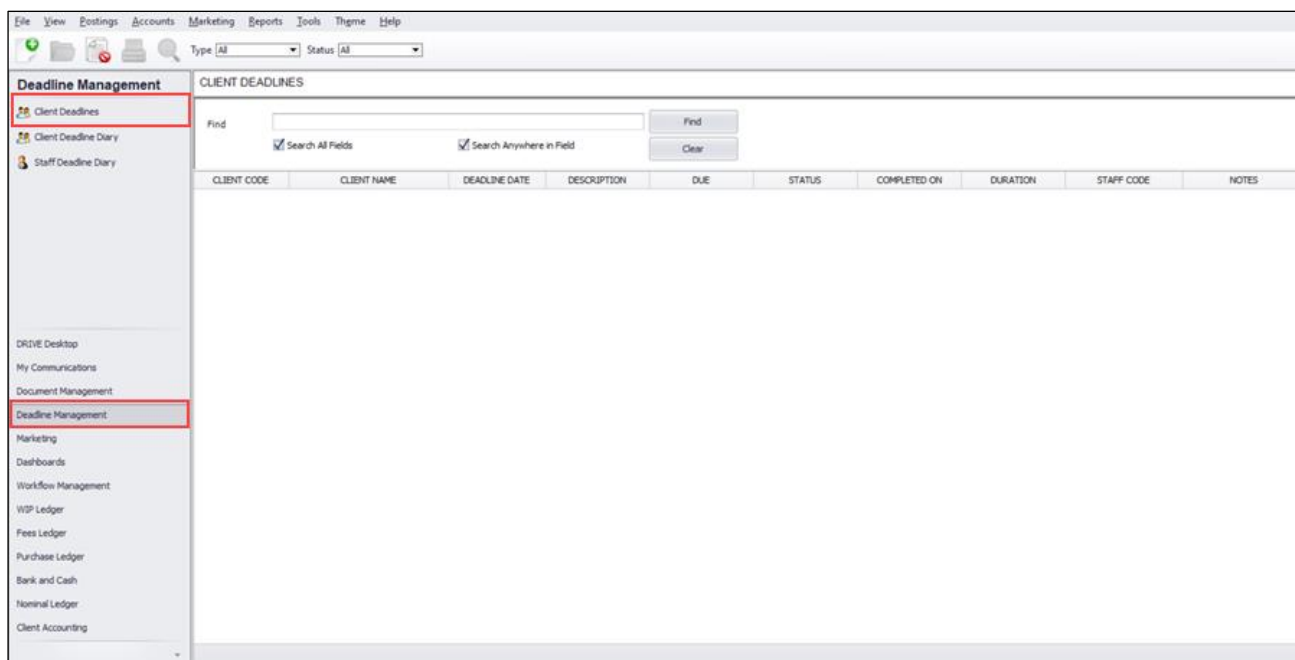 File View Postings Accounts Marketing Reports Tools Theme Help
Type All Status All
Deadline Management
CLIENT DEADLINES
Client Deadlines
Client Deadline Diary
Staff Deadline Diary
Find Find
Search All Fields Search Anywhere in Field Clear
CLIENT CODE CLIENT NAME DEADLINE DATE DESCRIPTION DUE STATUS COMPLETED ON DURATION STAFF CODE NOTES
DRIVE Desktop
My Communications
Document Management
Deadline Management
Marketing
Dashboards
Workflow Management
WIP Ledger
Fees Ledger
Purchase Ledger
Bank and Cash
Nominal Ledger
Client Accounting